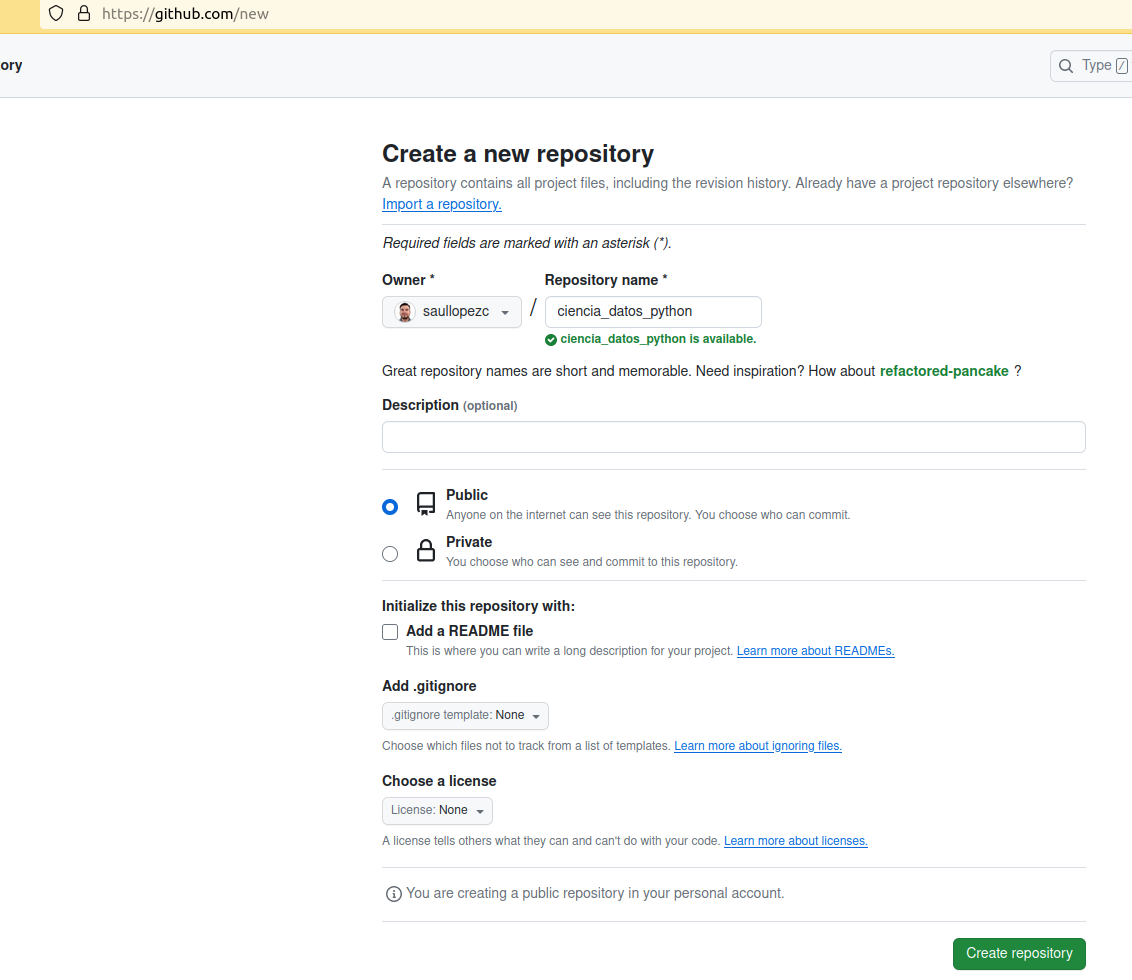 https://github.com/new
ory
Type /
Create a new repository
A repository contains all project files, including the revision history. Already have a project repository elsewhere?
Import a repository.
Required fields are marked with an asterisk (*).
Owner * Repository name *
saullopezc / ciencia_datos_python
ciencia_datos_python is available.
Great repository names are short and memorable. Need inspiration? How about refactored-pancake ?
Description (optional)
Public
Anyone on the internet can see this repository. You choose who can commit.
Private
You choose who can see and commit to this repository.
Initialize this repository with:
Add a README file
This is where you can write a long description for your project. Learn more about READMEs.
Add .gitignore
.gitignore template: None
Choose which files not to track from a list of templates. Learn more about ignoring files.
Choose a license
License: None
A license tells others what they can and can't do with your code. Learn more about licenses.
You are creating a public repository in your personal account.
Create repository